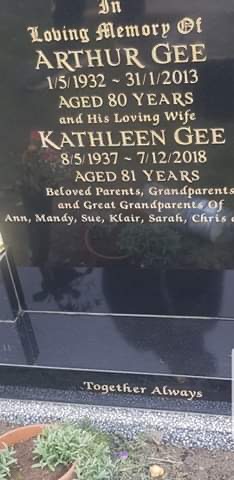 In
Loving Memory Of
ARTHUR GEE
1/5/1932 ~ 31/1/2013
AGED 80 YEARS
and His Loving Wife
KATHLEEN GEE
8/5/1937 ~ 7/12/2018
AGED 81 YEARS
Beloved Parents, Grandparents
and Great Grandparents Of
Ann, Mandy, Sue, Klair, Sarah, Chris
Together Always